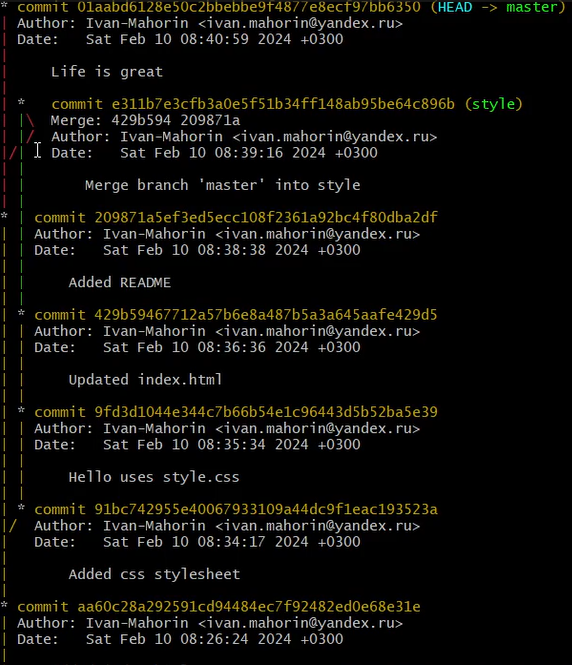 * commit 01aabd6128e50c2bbebbe9f4877e8ecf97bb6350 (HEAD -> master)
| Author: Ivan-Mahorin <ivan.mahorin@yandex.ru>
| Date:   Sat Feb 10 08:40:59 2024 +0300
|
|     Life is great
|
| *   commit e311b7e3cfb3a0e5f51b34ff148ab95be64c896b (style)
| |\  Merge: 429b594 209871a
| |/  Author: Ivan-Mahorin <ivan.mahorin@yandex.ru>
|/|   Date:   Sat Feb 10 08:39:16 2024 +0300
| |
| |       Merge branch 'master' into style
| |
* | commit 209871a5ef3ed5ecc108f2361a92bc4f80dba2df
| | Author: Ivan-Mahorin <ivan.mahorin@yandex.ru>
| | Date:   Sat Feb 10 08:38:38 2024 +0300
| |
| |     Added README
| |
| * commit 429b59467712a57b6e8a487b5a3a645aafe429d5
| | Author: Ivan-Mahorin <ivan.mahorin@yandex.ru>
| | Date:   Sat Feb 10 08:36:36 2024 +0300
| |
| |     Updated index.html
| |
| * commit 9fd3d1044e344c7b66b54e1c96443d5b52ba5e39
| | Author: Ivan-Mahorin <ivan.mahorin@yandex.ru>
| | Date:   Sat Feb 10 08:35:34 2024 +0300
| |
| |     Hello uses style.css
| |
| * commit 91bc742955e40067933109a44dc9f1eac193523a
|/  Author: Ivan-Mahorin <ivan.mahorin@yandex.ru>
|   Date:   Sat Feb 10 08:34:17 2024 +0300
|
|       Added css stylesheet
|
* commit aa60c28a292591cd94484ec7f92482ed0e68e31e
| Author: Ivan-Mahorin <ivan.mahorin@yandex.ru>
| Date:   Sat Feb 10 08:26:24 2024 +0300
|